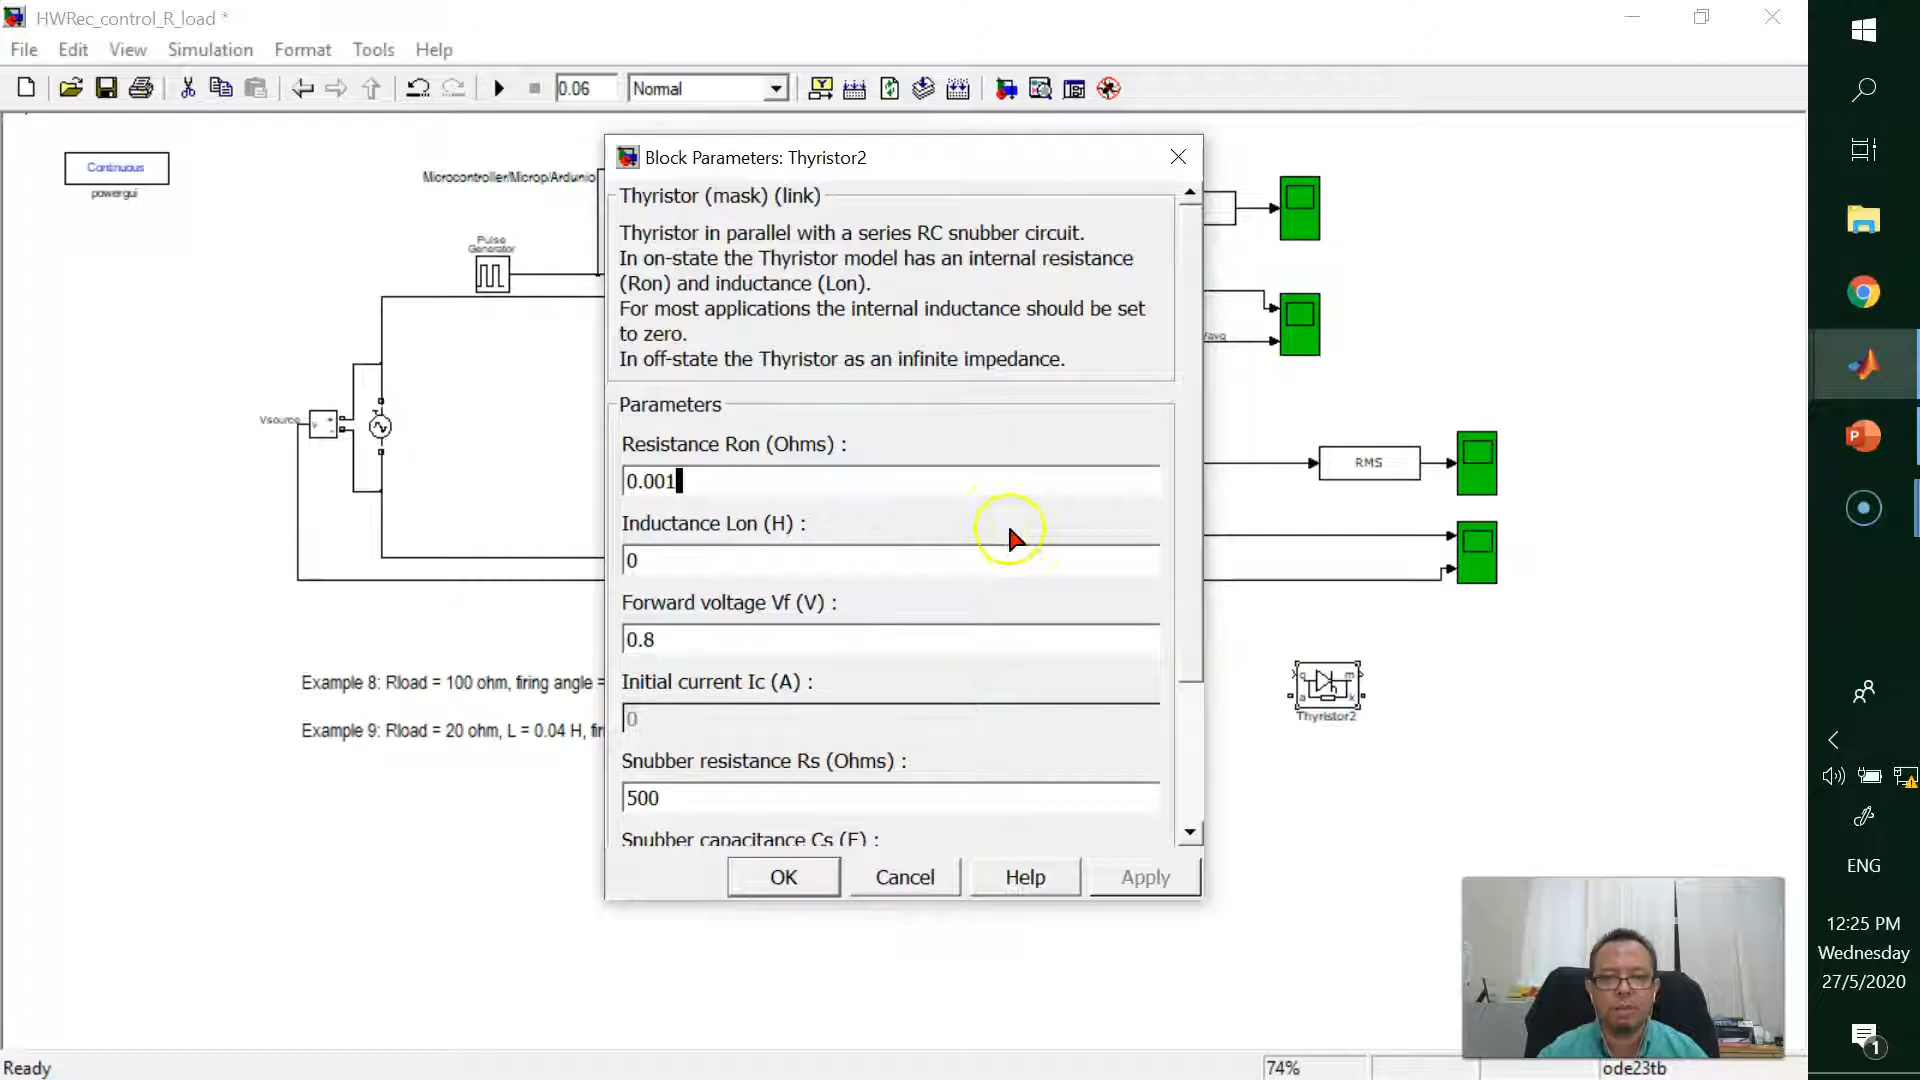 HWRec_control_R_load *
File Edit View Simulation Format Tools Help
0.06 Normal
Continuous
powergui
Microcontroller/Microp/Ardunio
Pulse
Generator
Vsource
v
Block Parameters: Thyristor2
Thyristor (mask) (link)
Thyristor in parallel with a series RC snubber circuit.
In on-state the Thyristor model has an internal resistance
(Ron) and inductance (Lon).
For most applications the internal inductance should be set
to zero.
In off-state the Thyristor as an infinite impedance.
Parameters
Resistance Ron (Ohms) :
0.001
Inductance Lon (H) :
0
Forward voltage Vf (V) :
0.8
Initial current Ic (A) :
0
Snubber resistance Rs (Ohms) :
500
Snubber capacitance Cs (F) :
OK Cancel Help Apply
RMS
g m
a k
Thyristor2
Example 8: Rload = 100 ohm, firing angle =
Example 9: Rload = 20 ohm, L = 0.04 H, fir
Ready
74%
ode23tb
P
ENG
12:25 PM
Wednesday
27/5/2020
1